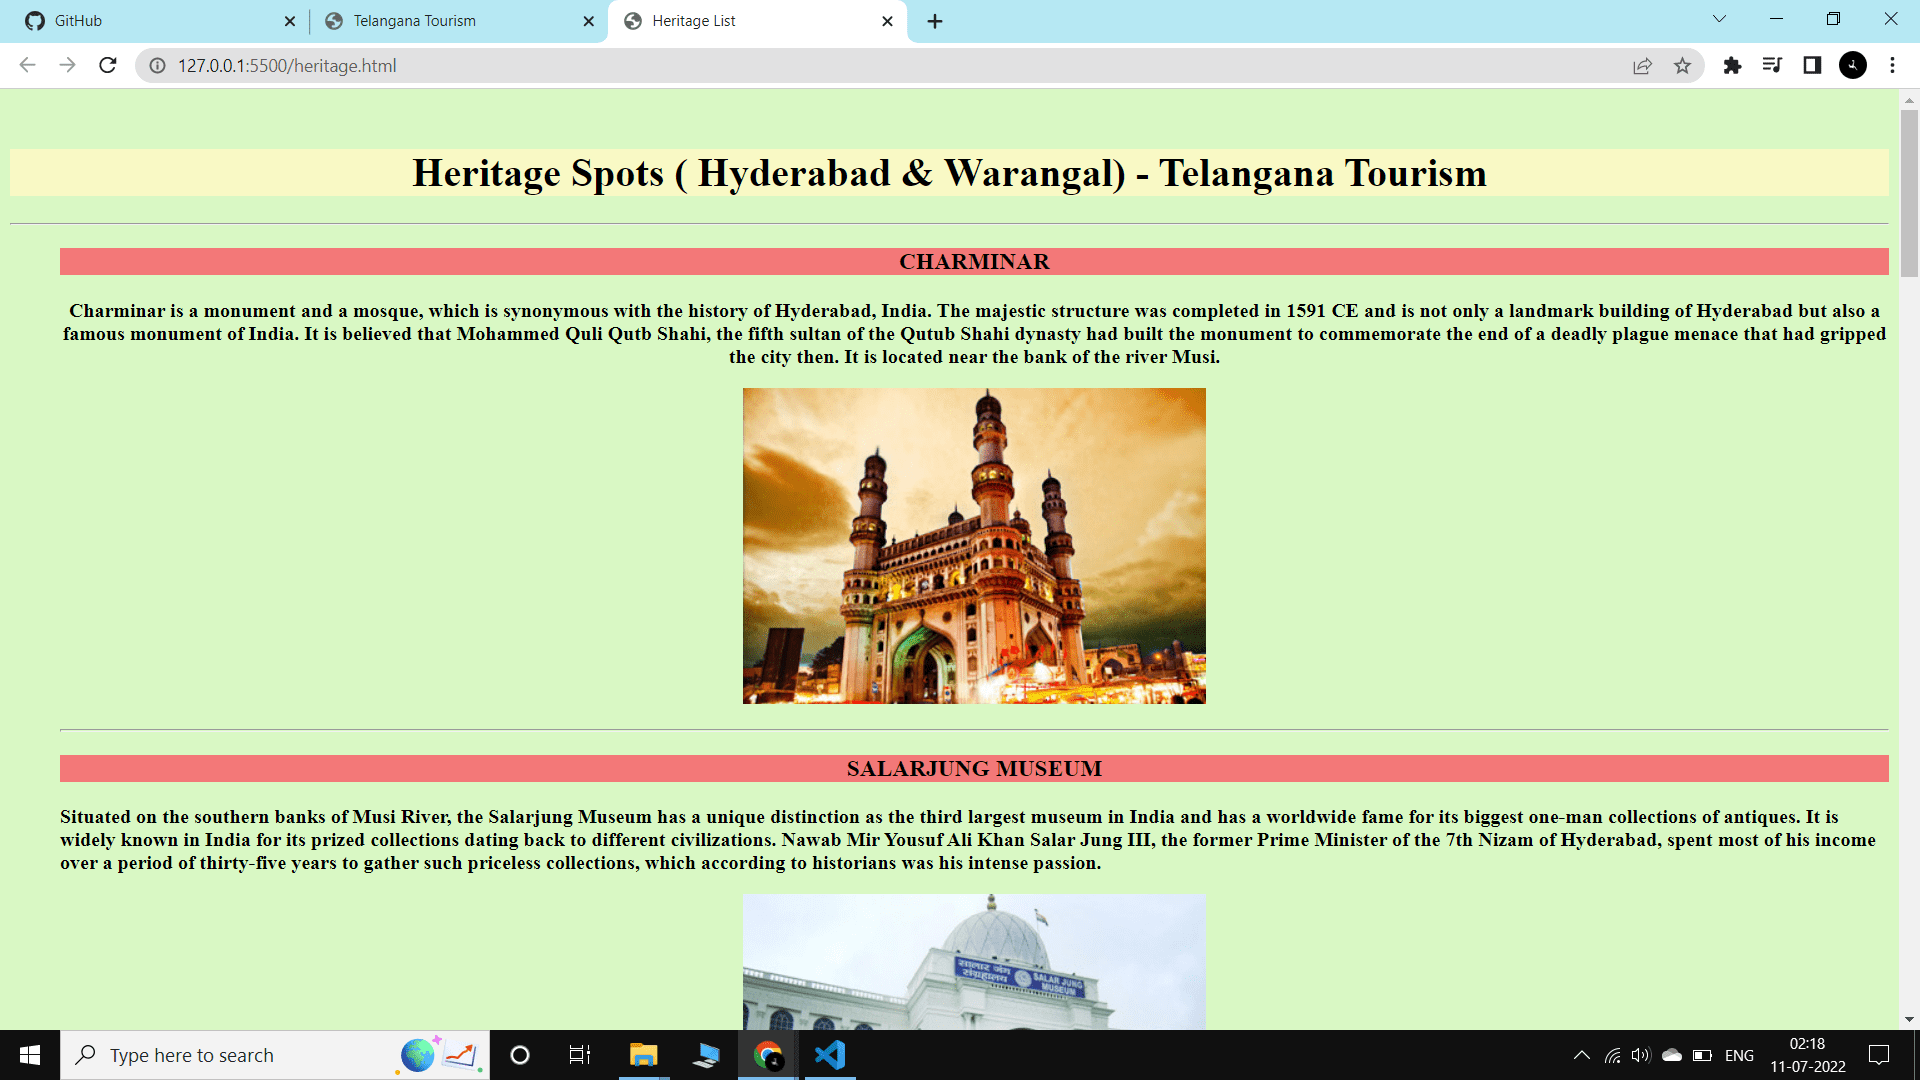 GitHub
Telangana Tourism
Heritage List
127.0.0.1:5500/heritage.html
Heritage Spots ( Hyderabad & Warangal) - Telangana Tourism
CHARMINAR
Charminar is a monument and a mosque, which is synonymous with the history of Hyderabad, India. The majestic structure was completed in 1591 CE and is not only a landmark building of Hyderabad but also a
famous monument of India. It is believed that Mohammed Quli Qutb Shahi, the fifth sultan of the Qutub Shahi dynasty had built the monument to commemorate the end of a deadly plague menace that had gripped
the city then. It is located near the bank of the river Musi.
SALARJUNG MUSEUM
Situated on the southern banks of Musi River, the Salarjung Museum has a unique distinction as the third largest museum in India and has a worldwide fame for its biggest one-man collections of antiques. It is
widely known in India for its prized collections dating back to different civilizations. Nawab Mir Yousuf Ali Khan Salar Jung III, the former Prime Minister of the 7th Nizam of Hyderabad, spent most of his income
over a period of thirty-five years to gather such priceless collections, which according to historians was his intense passion.
सालार जंग
संग्रहालय
SALAR JUNG
MUSEUM
Type here to search
ENG
02:18
11-07-2022